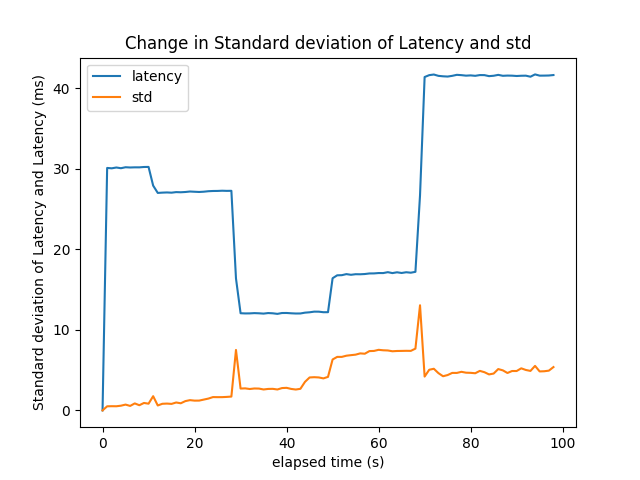 Change in Standard deviation of Latency and std
latency
std
Standard deviation of Latency and Latency (ms)
40
30
20
10
0
0 20 40 60 80 100
elapsed time (s)